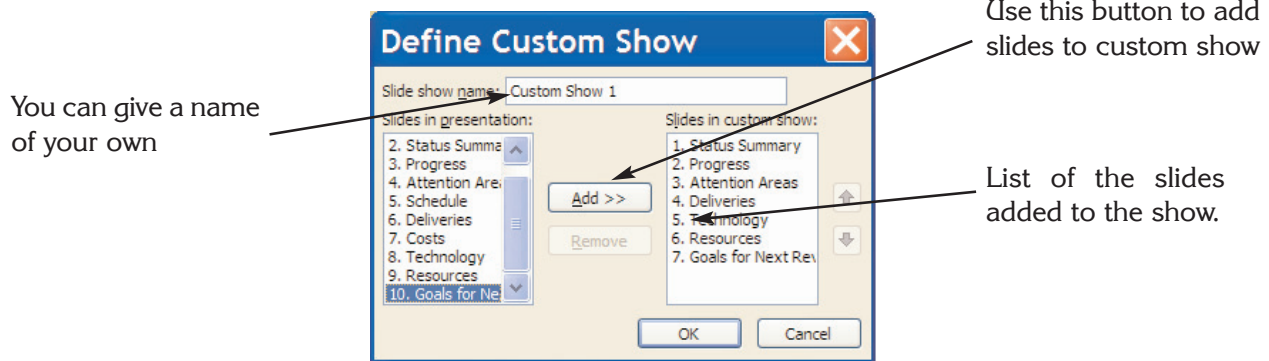 Use this button to add
slides to custom show
Define Custom Show
Slide show name: Custom Show 1
You can give a name
of your own
Slides in presentation:
2. Status Summa
3. Progress
4. Attention Area
5. Schedule
6. Deliveries
7. Costs
8. Technology
9. Resources
10. Goals for Ne
Add >>
Remove
Slides in custom show:
1. Status Summary
2. Progress
3. Attention Areas
4. Deliveries
5. Technology
6. Resources
7. Goals for Next Rev
List of the slides
added to the show.
OK
Cancel